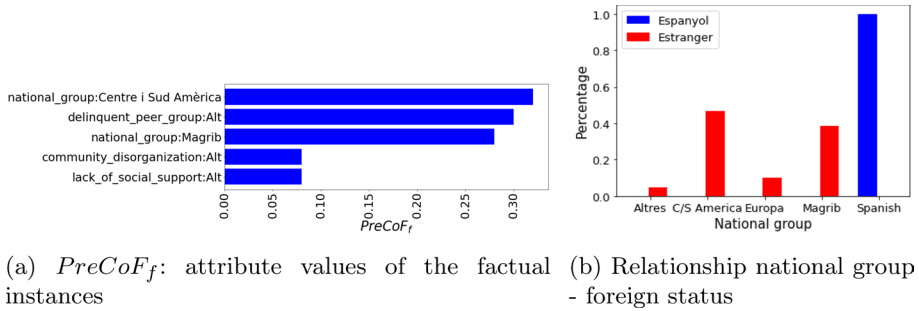 national_group:Centre i Sud Amèrica
delinquent_peer_group:Alt
national_group:Magrib
community_disorganization:Alt
lack_of_social_support:Alt
0.00 0.05 0.10 0.15 0.20 0.25 0.30
PreCoF_f
Espanyol
Estranger
Percentage
1.0
0.8
0.6
0.4
0.2
0.0
Altres C/S America Europa Magrib Spanish
National group
(a) PreCoF_f: attribute values of the factual
instances
(b) Relationship national group
- foreign status